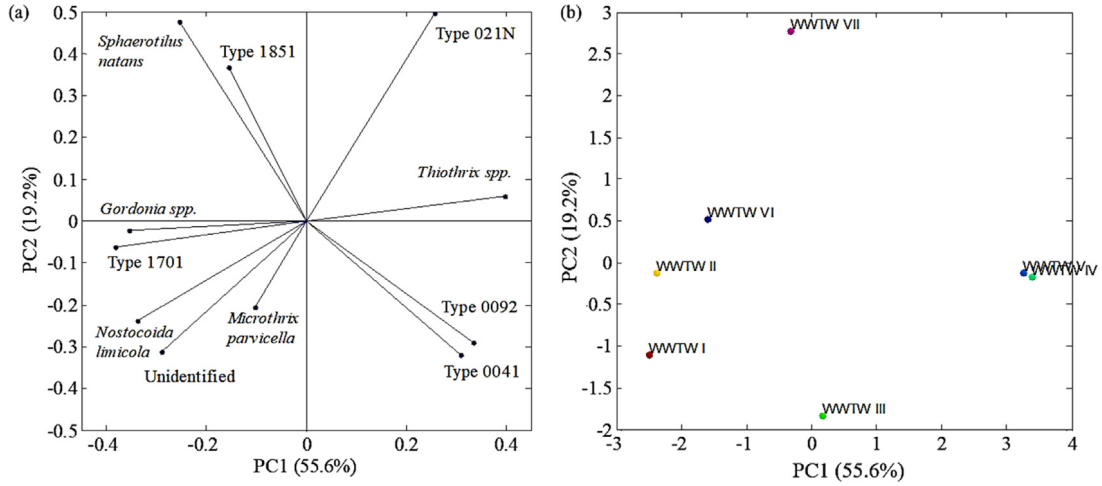 (a)
0.5
0.4
0.3
0.2
0.1
0
-0.1
-0.2
-0.3
-0.4
-0.5
PC2 (19.2%)
-0.4
-0.2
0
0.2
0.4
PC1 (55.6%)
Sphaerotilus
natans
Type 1851
Type 021N
Thiothrix spp.
Gordonia spp.
Type 1701
Nostocoida
limicola
Unidentified
Microthrix
parvicella
Type 0092
Type 0041
(b)
3
2.5
2
1.5
1
0.5
0
-0.5
-1
-1.5
-2
PC2 (19.2%)
-3
-2
-1
0
1
2
3
4
PC1 (55.6%)
WWTW VII
WWTW VI
WWTW II
WWTW V
WWTW IV
WWTW I
WWTW III